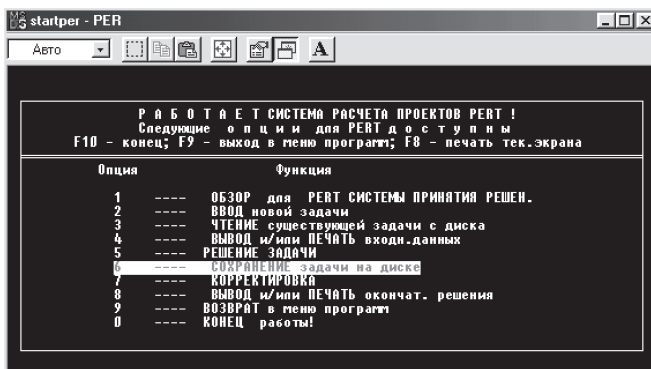 startper - PER
Авто
A
Р А Б О Т А Е Т СИСТЕМА РАСЧЕТА ПРОЕКТОВ PERT !
Следующие о п ц и и для PERT д о с т у п н ы
F10 - конец; F9 - выход в меню программ; F8 - печать тек.экрана
Опция Функция
1 ---- ОБЗОР для PERT СИСТЕМЫ ПРИНЯТИЯ РЕШЕН.
2 ---- ВВОД новой задачи
3 ---- ЧТЕНИЕ существующей задачи с диска
4 ---- ВЫВОД и/или ПЕЧАТЬ входн.данных
5 ---- РЕШЕНИЕ ЗАДАЧИ
6 ---- СОХРАНЕНИЕ задачи на диске
7 ---- КОРРЕКТИРОВКА
8 ---- ВЫВОД и/или ПЕЧАТЬ окончат. решения
9 ---- ВОЗВРАТ в меню программ
0 ---- КОНЕЦ работы!